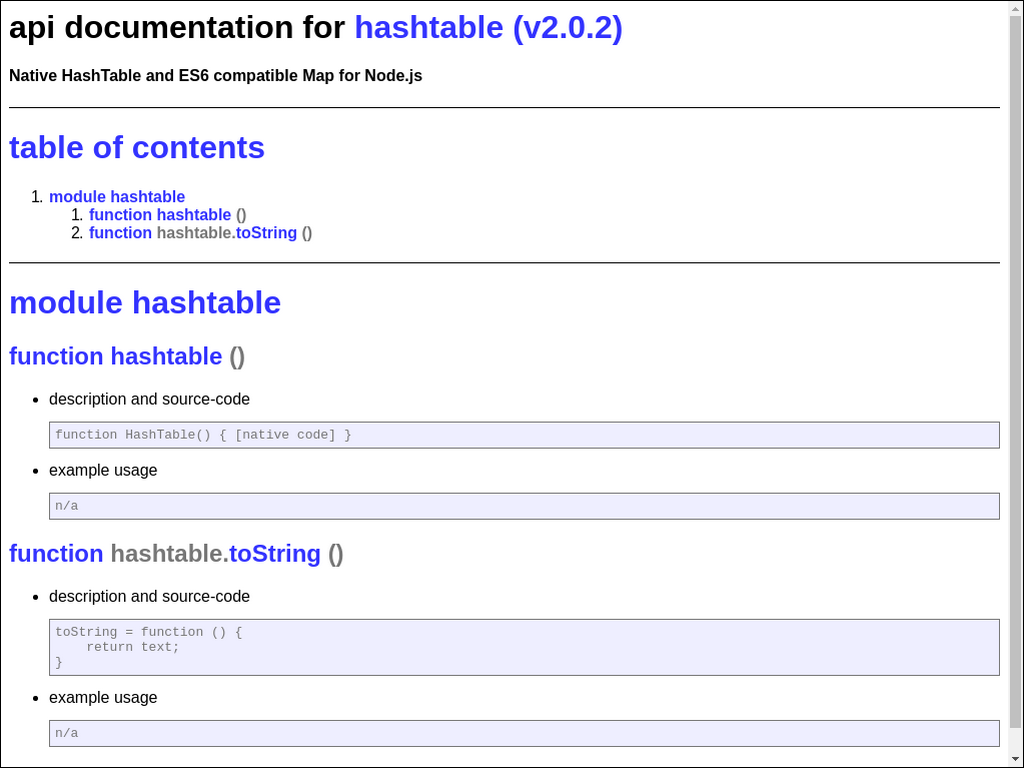 api documentation for hashtable (v2.0.2)
Native HashTable and ES6 compatible Map for Node.js
table of contents
1. module hashtable
1. function hashtable ()
2. function hashtable.toString ()
module hashtable
function hashtable ()
• description and source-code
function HashTable() { [native code] }
• example usage
n/a
function hashtable.toString ()
• description and source-code
toString = function () {
    return text;
}
• example usage
n/a